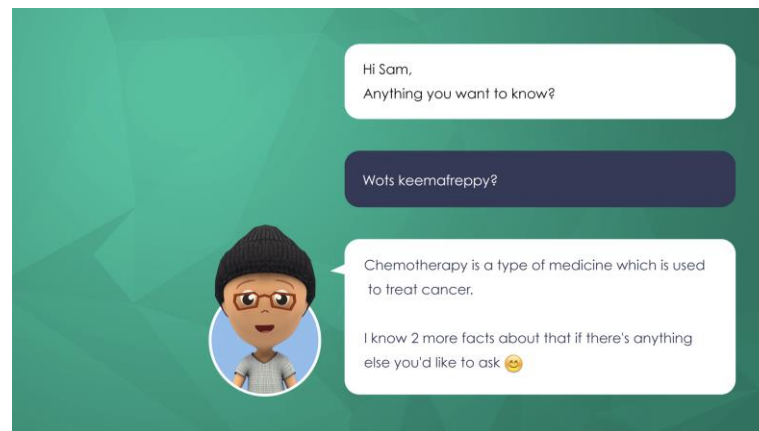 Hi Sam,
Anything you want to know?
Wots keemafreppy?
Chemotherapy is a type of medicine which is used
to treat cancer.
I know 2 more facts about that if there's anything
else you'd like to ask 😊